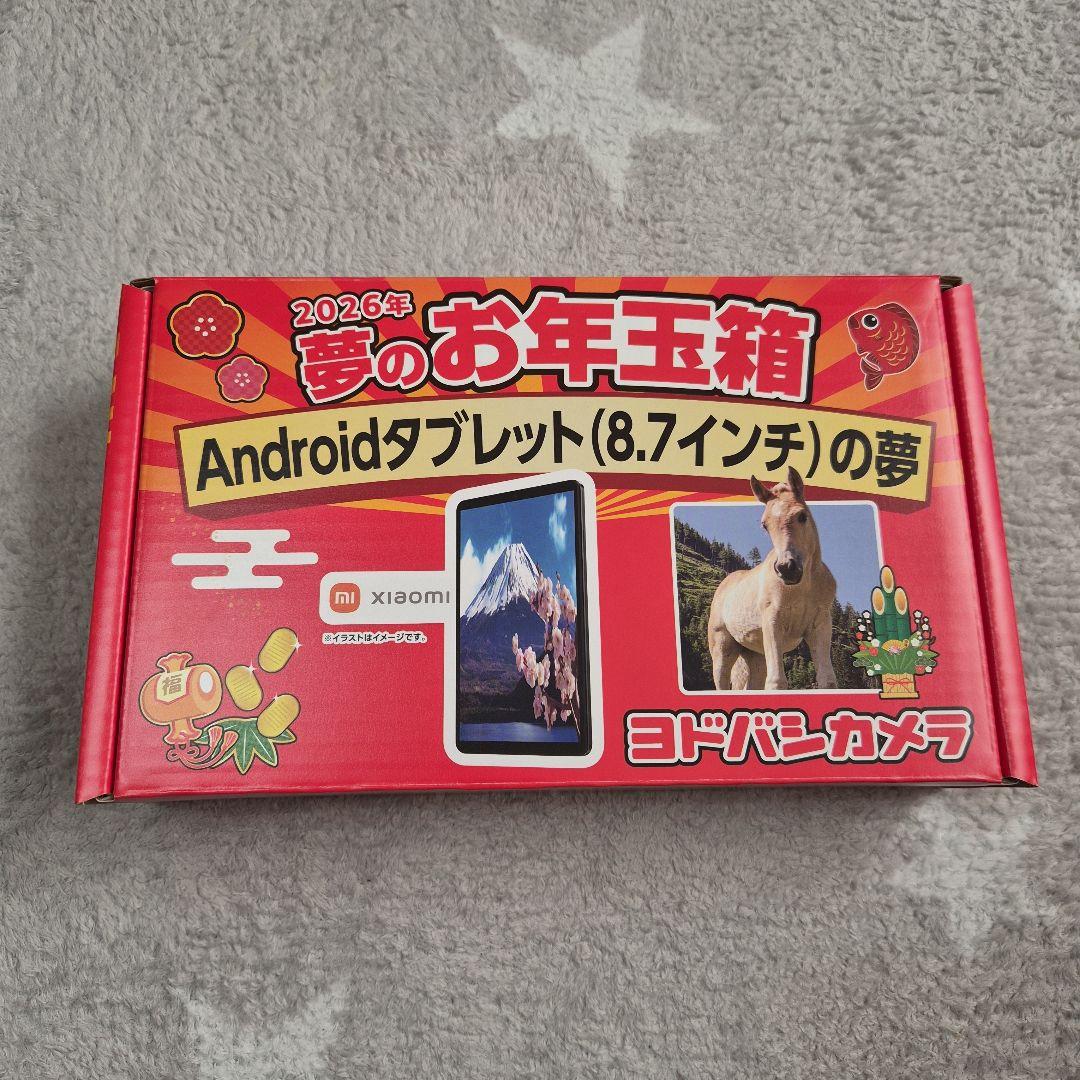 2026年
夢のお年玉箱
Androidタブレット(8.7インチ)の夢
mi xiaomi
※イラストはイメージです。
福
ヨドバシカメラ